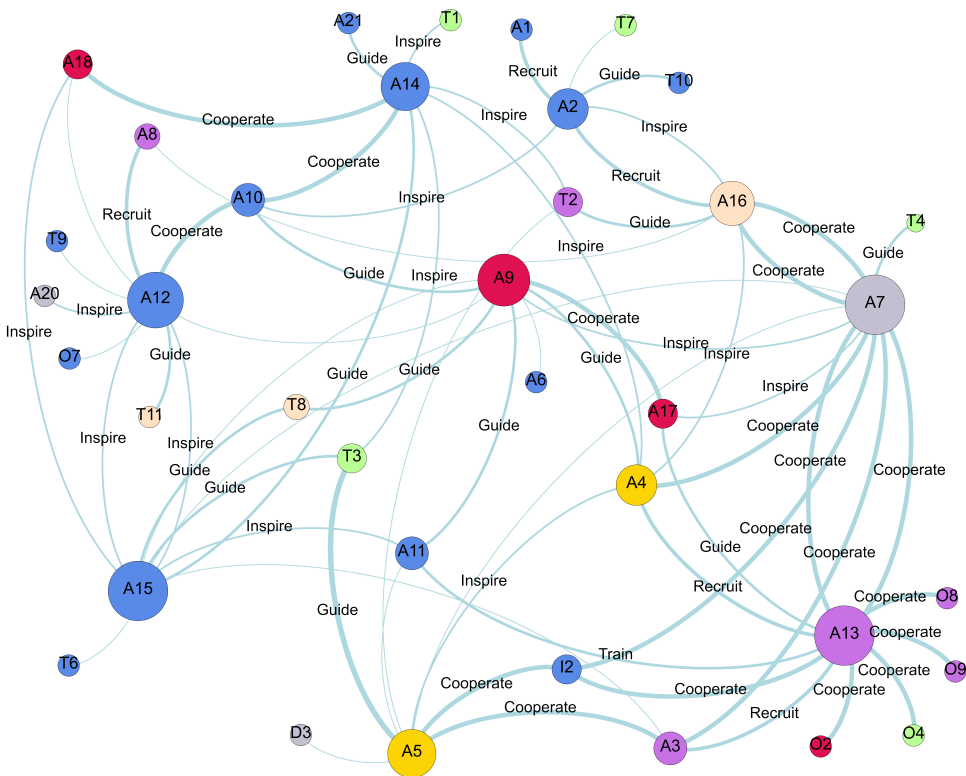 A21
T1
A1
T7
Inspire
Guide
A18
Recruit
Guide
T10
A14
A2
Cooperate
Inspire
Inspire
A8
Cooperate
Recruit
A10
Inspire
T2
A16
Recruit
Guide
T4
Cooperate
Cooperate
T9
Inspire
Guide
Guide
Inspire
A9
Cooperate
A20
A12
Inspire
A7
Cooperate
Inspire
O7
Guide
Guide
Inspire
Inspire
Guide
Guide
A6
Inspire
T11
T8
A17
Guide
Cooperate
Inspire
Inspire
T3
Cooperate
Guide
Guide
A4
Cooperate
Inspire
Cooperate
A11
Guide
Cooperate
Inspire
A15
Recruit
Cooperate
O8
Guide
A13
Cooperate
Train
T6
I2
Cooperate
O9
Cooperate
Cooperate
Cooperate
Cooperate
Recruit
D3
A5
A3
O2
O4